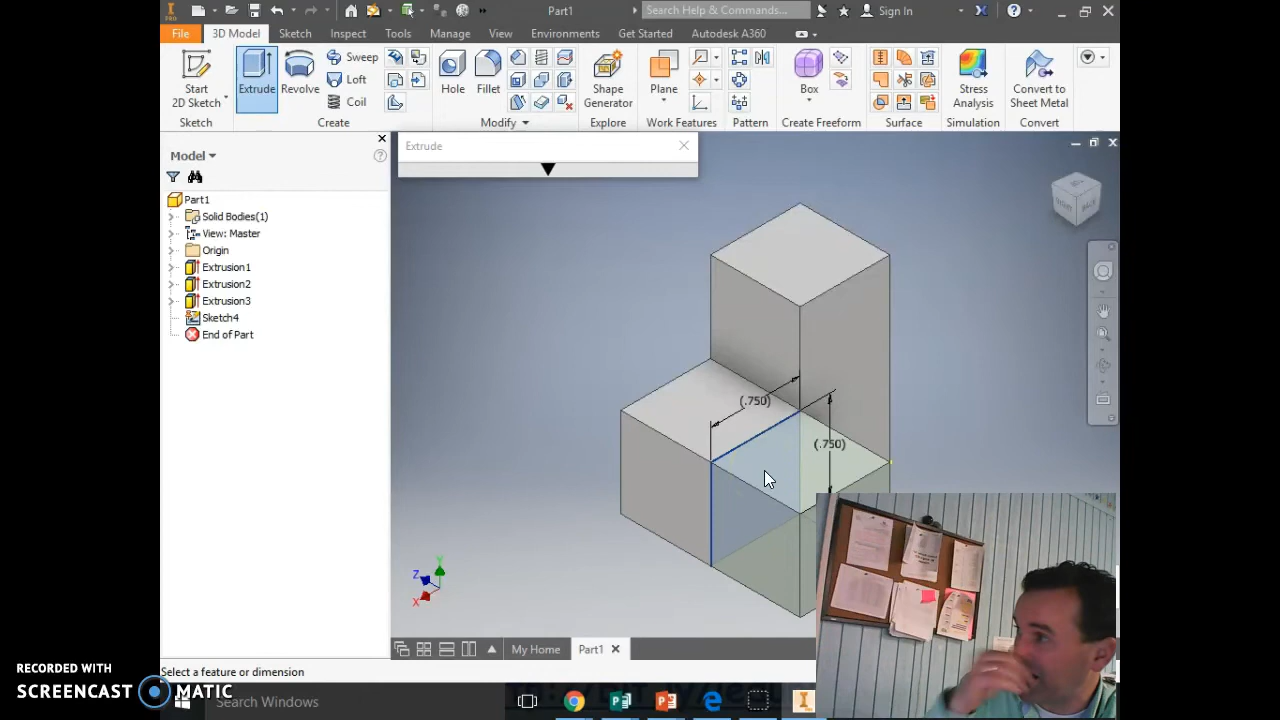 Part1
Search Help & Commands...
Sign In
PRO
File
3D Model
Sketch
Inspect
Tools
Manage
View
Environments
Get Started
Autodesk A360
Start
2D Sketch
Extrude
Revolve
Sweep
Loft
Coil
Hole
Fillet
Shape
Generator
Plane
Box
Stress
Analysis
Convert to
Sheet Metal
Sketch
Create
Modify
Explore
Work Features
Pattern
Create Freeform
Surface
Simulation
Convert
Model
Part1
Solid Bodies(1)
View: Master
Origin
Extrusion1
Extrusion2
Extrusion3
Sketch4
End of Part
Extrude
RIGHT
BACK
(.750)
(.750)
Y
Z
X
My Home
Part1
Select a feature or dimension
RECORDED WITH
SCREENCAST MATIC
Search Windows